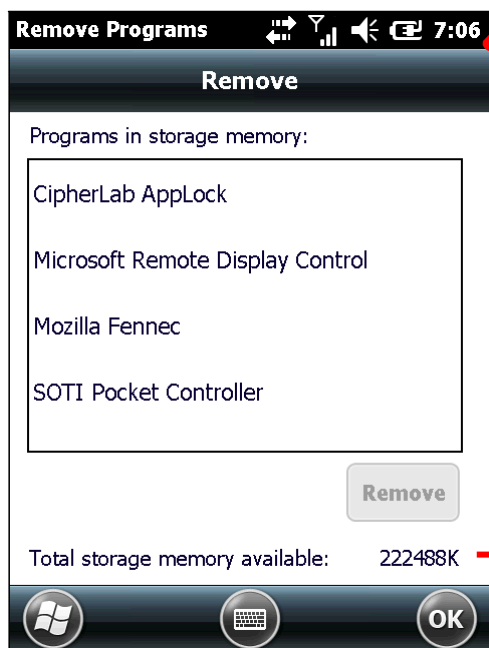 Remove Programs 7:06
Remove
Programs in storage memory:
CipherLab AppLock
Microsoft Remote Display Control
Mozilla Fennec
SOTI Pocket Controller
Remove
Total storage memory available: 222488K
OK